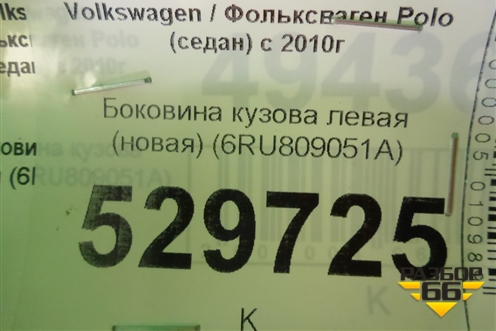 Volkswagen / Фольксваген Polo
(седан) с 2010г
Боковина кузова левая
(новая) (6RU809051A)
529725
К
РАЗБОР
66